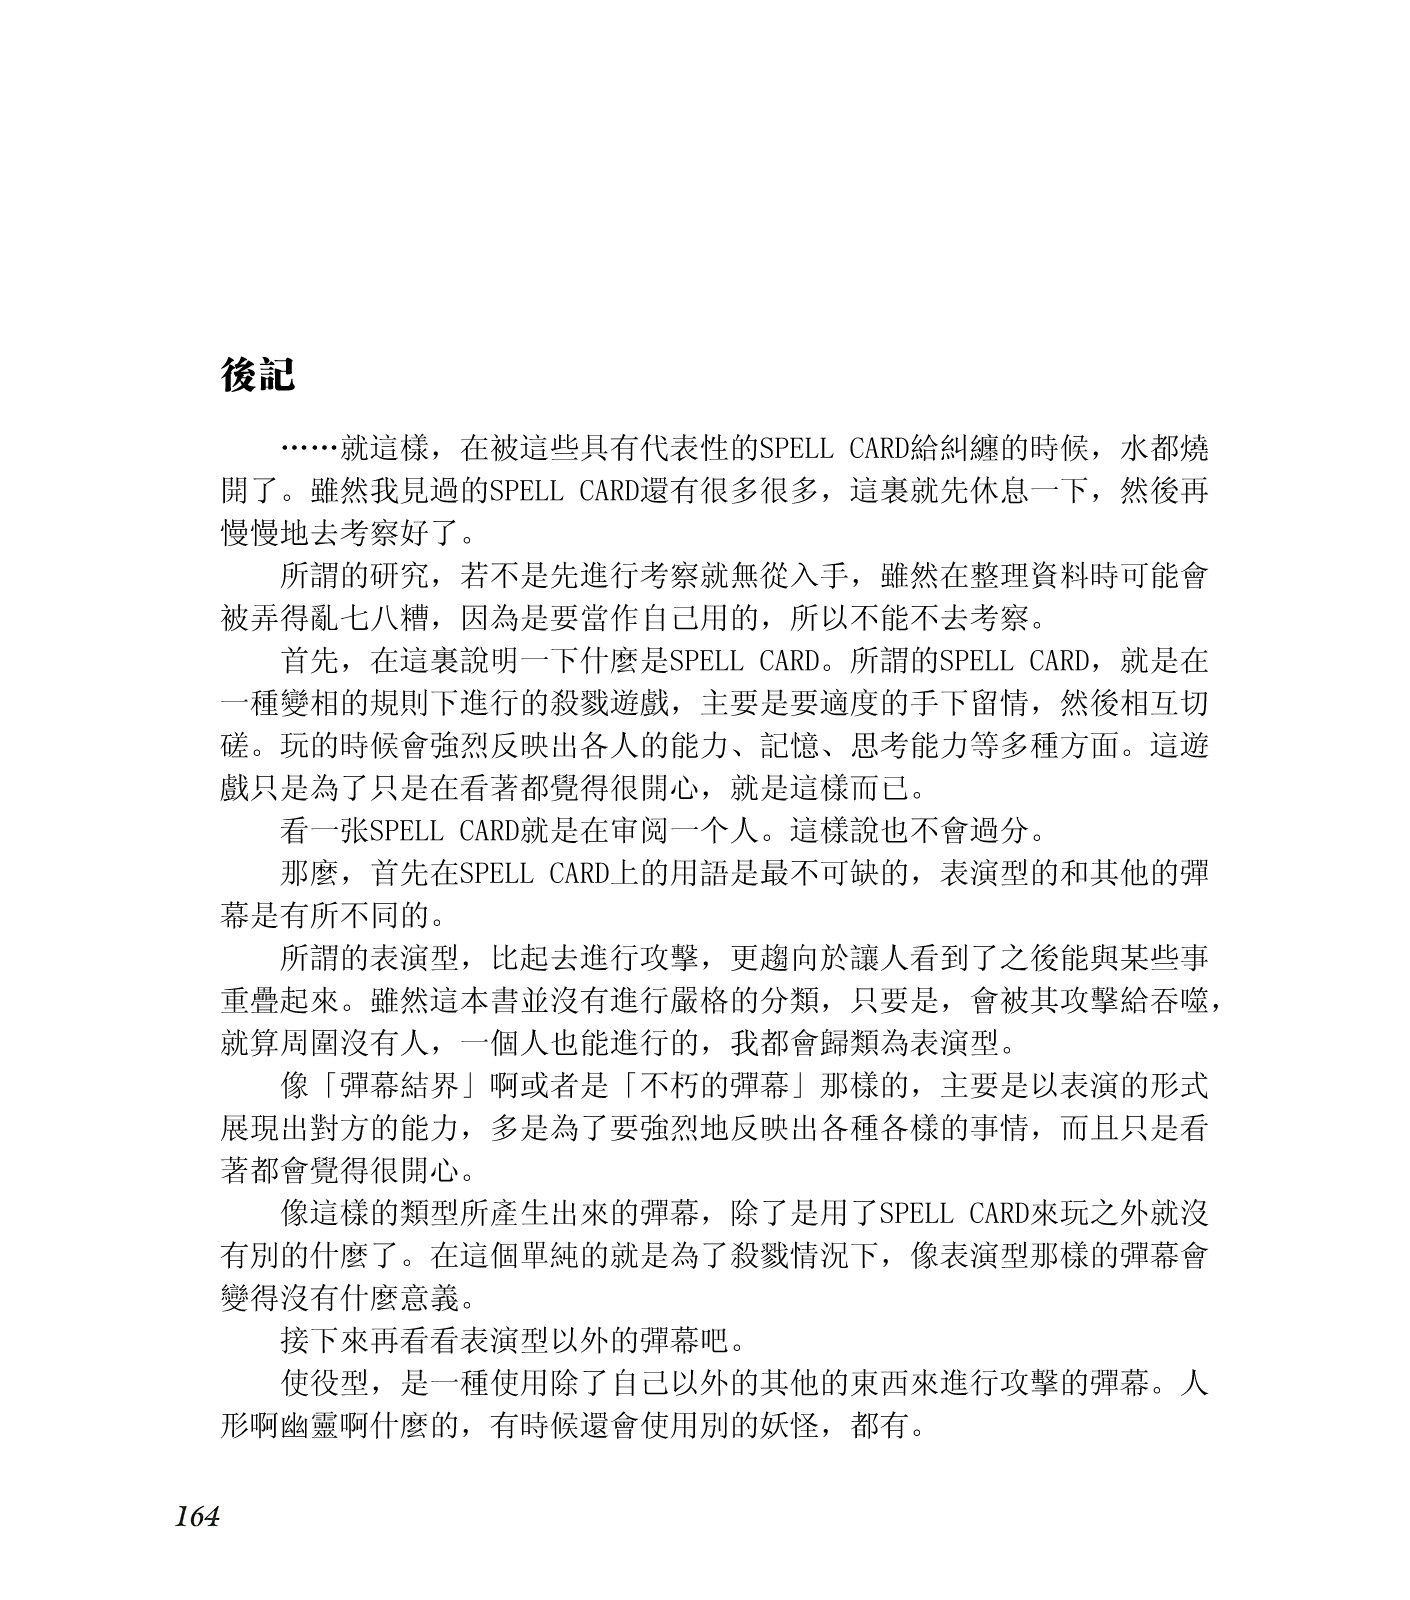 後記
……就這樣，在被這些具有代表性的SPELL CARD給糾纏的時候，水都燒
開了。雖然我見過的SPELL CARD還有很多很多，這裏就先休息一下，然後再
慢慢地去考察好了。
所謂的研究，若不是先進行考察就無從入手，雖然在整理資料時可能會
被弄得亂七八糟，因為是要當作自己用的，所以不能不去考察。
首先，在這裏說明一下什麼是SPELL CARD。所謂的SPELL CARD，就是在
一種變相的規則下進行的殺戮遊戲，主要是要適度的手下留情，然後相互切
磋。玩的時候會強烈反映出各人的能力、記憶、思考能力等多種方面。這遊
戲只是為了只是在看著都覺得很開心，就是這樣而已。
看一张SPELL CARD就是在审阅一个人。這樣說也不會過分。
那麼，首先在SPELL CARD上的用語是最不可缺的，表演型的和其他的彈
幕是有所不同的。
所謂的表演型，比起去進行攻擊，更趨向於讓人看到了之後能與某些事
重疊起來。雖然這本書並沒有進行嚴格的分類，只要是，會被其攻擊給吞噬，
就算周圍沒有人，一個人也能進行的，我都會歸類為表演型。
像「彈幕結界」啊或者是「不朽的彈幕」那樣的，主要是以表演的形式
展現出對方的能力，多是為了要強烈地反映出各種各樣的事情，而且只是看
著都會覺得很開心。
像這樣的類型所產生出來的彈幕，除了是用了SPELL CARD來玩之外就沒
有別的什麼了。在這個單純的就是為了殺戮情況下，像表演型那樣的彈幕會
變得沒有什麼意義。
接下來再看看表演型以外的彈幕吧。
使役型，是一種使用除了自己以外的其他的東西來進行攻擊的彈幕。人
形啊幽靈啊什麼的，有時候還會使用別的妖怪，都有。
164